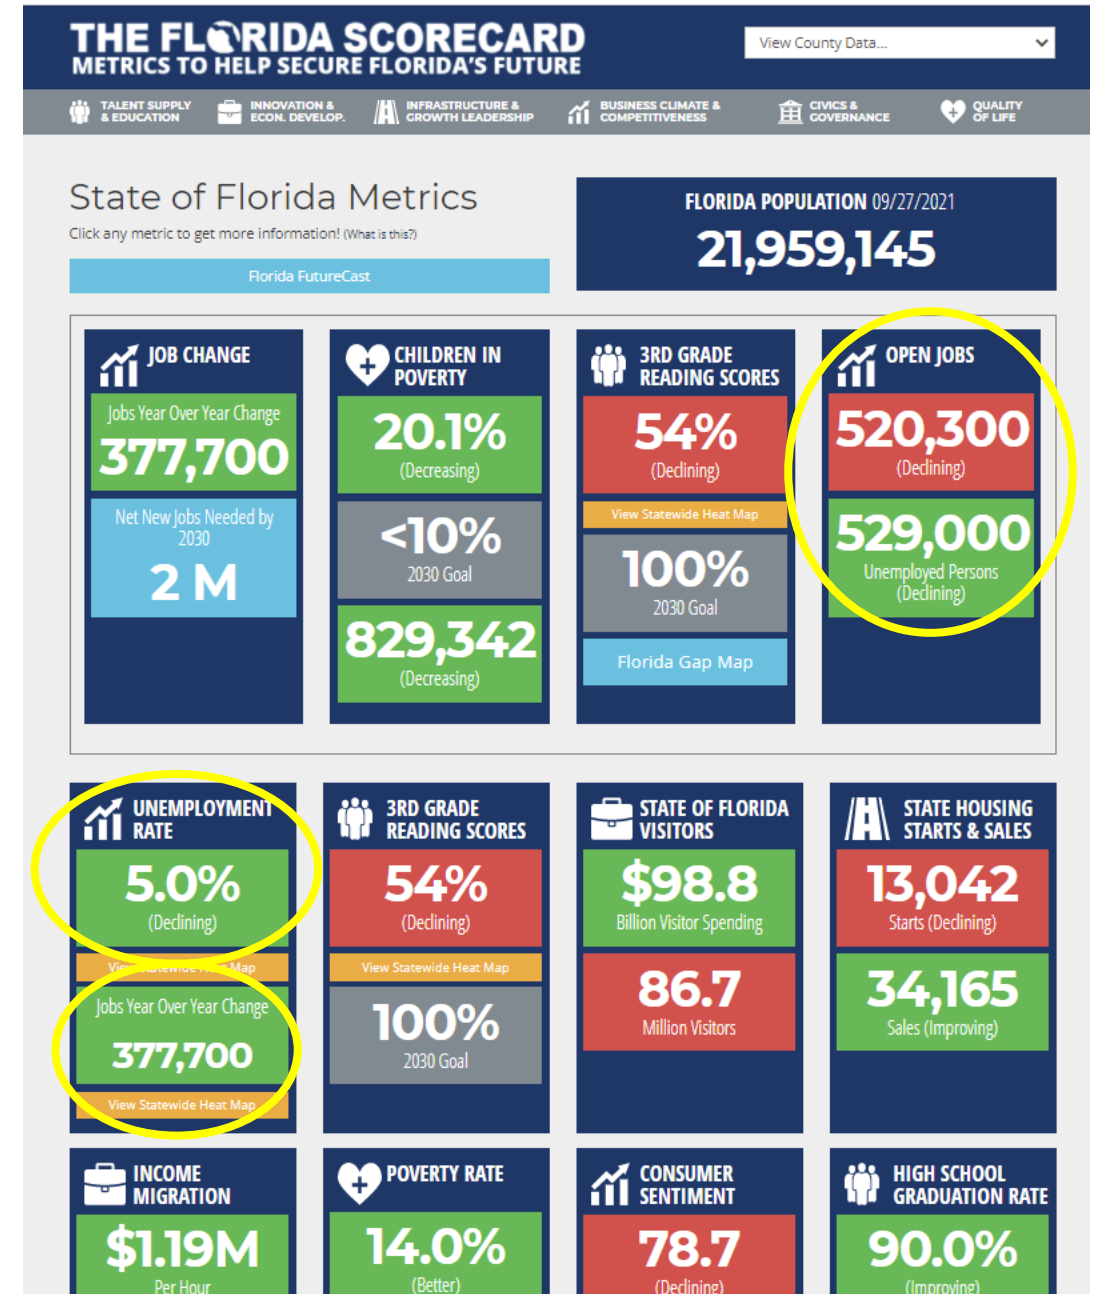 THE FLORIDA SCORECARD
METRICS TO HELP SECURE FLORIDA'S FUTURE
View County Data...
TALENT SUPPLY
& EDUCATION
INNOVATION &
ECON. DEVELOP.
INFRASTRUCTURE &
GROWTH LEADERSHIP
BUSINESS CLIMATE &
COMPETITIVENESS
CIVICS &
GOVERNANCE
QUALITY
OF LIFE
State of Florida Metrics
Click any metric to get more information! (What is this?)
Florida FutureCast
FLORIDA POPULATION 09/27/2021
21,959,145
JOB CHANGE
Jobs Year Over Year Change
377,700
Net New Jobs Needed by
2030
2 M
CHILDREN IN
POVERTY
20.1%
(Decreasing)
<10%
2030 Goal
829,342
(Decreasing)
3RD GRADE
READING SCORES
54%
(Declining)
View Statewide Heat Map
100%
2030 Goal
Florida Gap Map
OPEN JOBS
520,300
(Declining)
529,000
Unemployed Persons
(Declining)
UNEMPLOYMENT
RATE
5.0%
(Declining)
View Statewide Heat Map
Jobs Year Over Year Change
377,700
View Statewide Heat Map
3RD GRADE
READING SCORES
54%
(Declining)
View Statewide Heat Map
100%
2030 Goal
STATE OF FLORIDA
VISITORS
$98.8
Billion Visitor Spending
86.7
Million Visitors
STATE HOUSING
STARTS & SALES
13,042
Starts (Declining)
34,165
Sales (Improving)
INCOME
MIGRATION
$1.19M
Per Hour
POVERTY RATE
14.0%
(Better)
CONSUMER
SENTIMENT
78.7
(Declining)
HIGH SCHOOL
GRADUATION RATE
90.0%
(Improving)